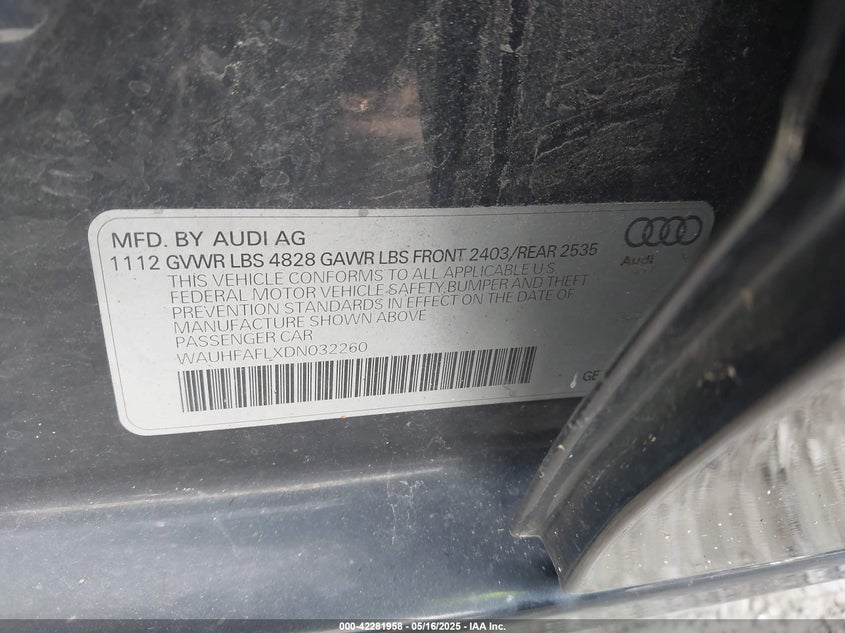 MFD. BY AUDI AG
1112 GVWR LBS 4828 GAWR LBS FRONT 2403/REAR 2535
THIS VEHICLE CONFORMS TO ALL APPLICABLE U S
FEDERAL MOTOR VEHICLE SAFETY,BUMPER AND THEFT
PREVENTION STANDARDS IN EFFECT ON THE DATE OF
MANUFACTURE SHOWN ABOVE
PASSENGER CAR
WAUHFAFLXDN032260
Audi
GE
000-42281958 - 05/16/2025 - IAA Inc.